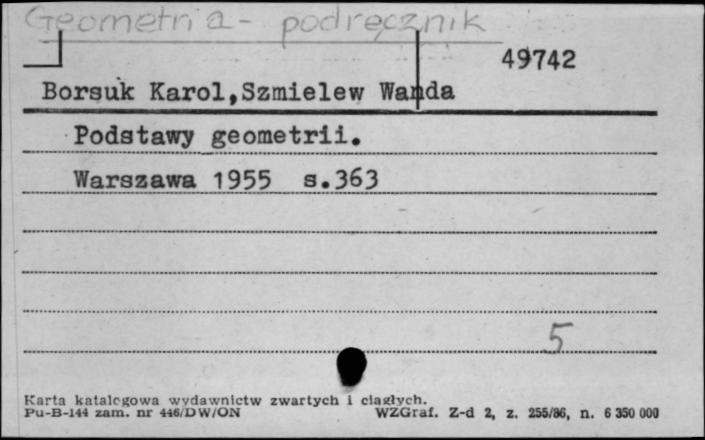 Geometria - podręcznik
49742
Borsuk Karol,Szmielew Wanda
Podstawy geometrii.
Warszawa 1955 s.363
5
Karta katalogowa wydawnictw zwartych i ciągłych.
Pu-B-144 zam. nr 446/DW/ON WZGraf. Z-d 2, z. 255/86, n. 6 350 000